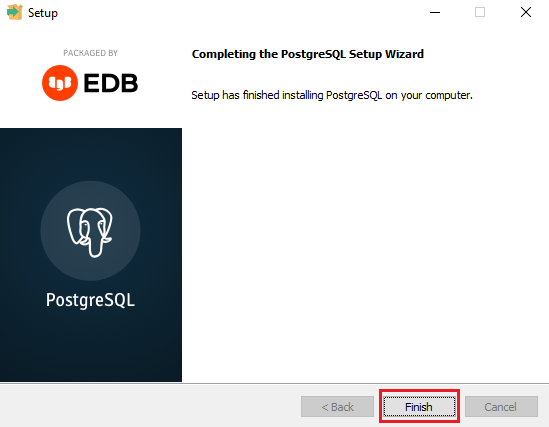 Setup
PACKAGED BY
EDB
Completing the PostgreSQL Setup Wizard
Setup has finished installing PostgreSQL on your computer.
PostgreSQL
< Back
Finish
Cancel